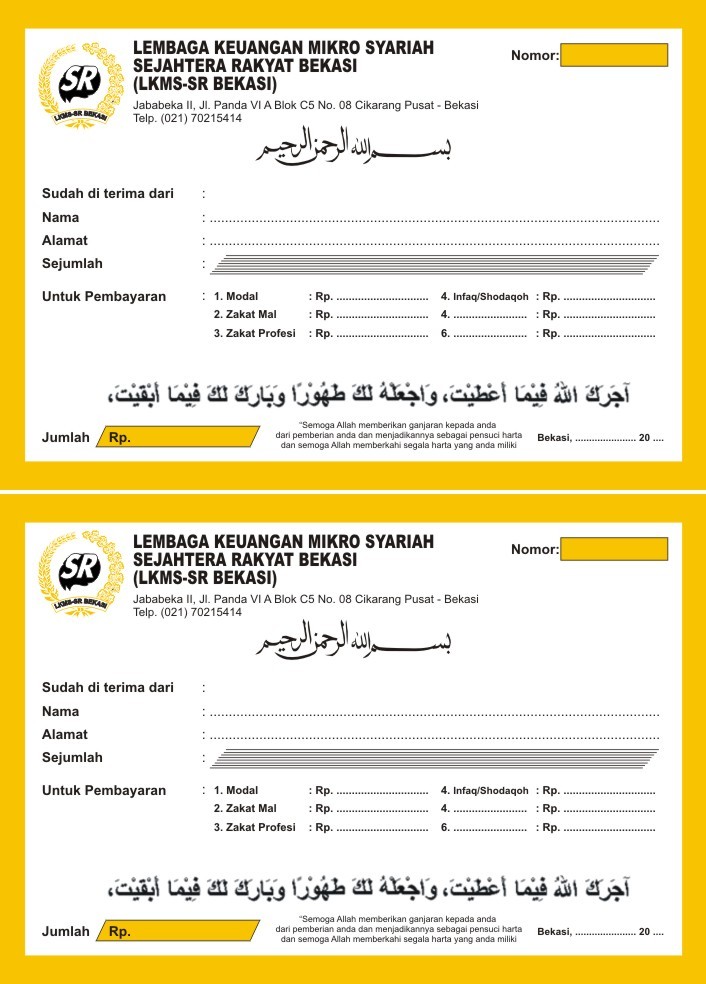 SR
LKMS-SR BEKASI
LEMBAGA KEUANGAN MIKRO SYARIAH
SEJAHTERA RAKYAT BEKASI
(LKMS-SR BEKASI)
Jababeka II, Jl. Panda VI A Blok C5 No. 08 Cikarang Pusat - Bekasi
Telp. (021) 70215414
Nomor:
بسم الله الرحمن الرحيم
Sudah di terima dari :
Nama : ........................................
Alamat : ........................................
Sejumlah :
Untuk Pembayaran : 1. Modal : Rp. ............................ 4. Infaq/Shodaqoh : Rp. ............................
2. Zakat Mal : Rp. ............................ 4. ...................... : Rp. ............................
3. Zakat Profesi : Rp. ............................ 6. ...................... : Rp. ............................
آجَرَكَ اللهُ فِيْمَا أَعْطَيْتَ، وَاجْعَلْهُ لَكَ طَهُوْرًا وَبَارَكَ لَكَ فِيْمَا أَبْقَيْتَ،
Jumlah Rp.
“Semoga Allah memberikan ganjaran kepada anda
dari pemberian anda dan menjadikannya sebagai pensuci harta
dan semoga Allah memberkahi segala harta yang anda miliki
Bekasi, ...................... 20 ....
SR
LKMS-SR BEKASI
LEMBAGA KEUANGAN MIKRO SYARIAH
SEJAHTERA RAKYAT BEKASI
(LKMS-SR BEKASI)
Jababeka II, Jl. Panda VI A Blok C5 No. 08 Cikarang Pusat - Bekasi
Telp. (021) 70215414
Nomor:
بسم الله الرحمن الرحيم
Sudah di terima dari :
Nama : ........................................
Alamat : ........................................
Sejumlah :
Untuk Pembayaran : 1. Modal : Rp. ............................ 4. Infaq/Shodaqoh : Rp. ............................
2. Zakat Mal : Rp. ............................ 4. ...................... : Rp. ............................
3. Zakat Profesi : Rp. ............................ 6. ...................... : Rp. ............................
آجَرَكَ اللهُ فِيْمَا أَعْطَيْتَ، وَاجْعَلْهُ لَكَ طَهُوْرًا وَبَارَكَ لَكَ فِيْمَا أَبْقَيْتَ،
Jumlah Rp.
“Semoga Allah memberikan ganjaran kepada anda
dari pemberian anda dan menjadikannya sebagai pensuci harta
dan semoga Allah memberkahi segala harta yang anda miliki
Bekasi, ...................... 20 ....